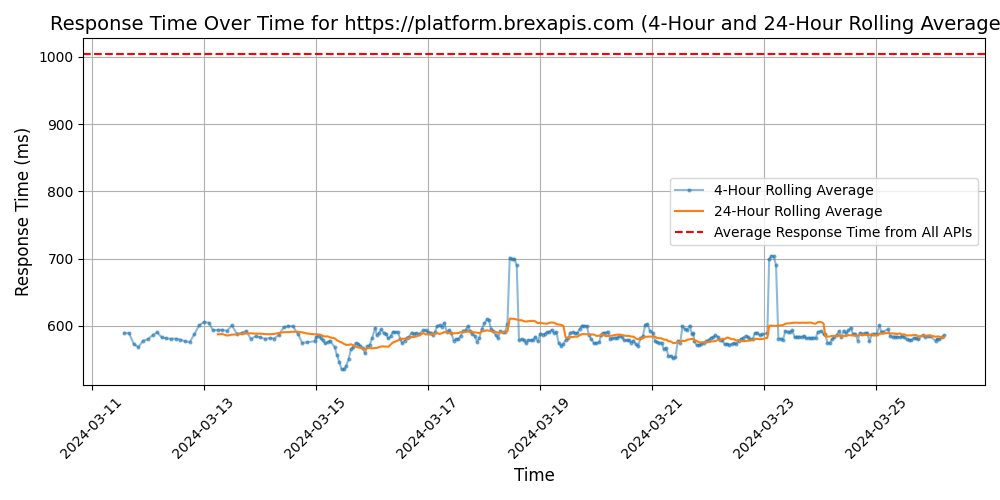 Response Time Over Time for https://platform.brexapis.com (4-Hour and 24-Hour Rolling Average
Response Time (ms)
1000
900
800
700
600
4-Hour Rolling Average
24-Hour Rolling Average
Average Response Time from All APIs
2024-03-11
2024-03-13
2024-03-15
2024-03-17
2024-03-19
2024-03-21
2024-03-23
2024-03-25
Time